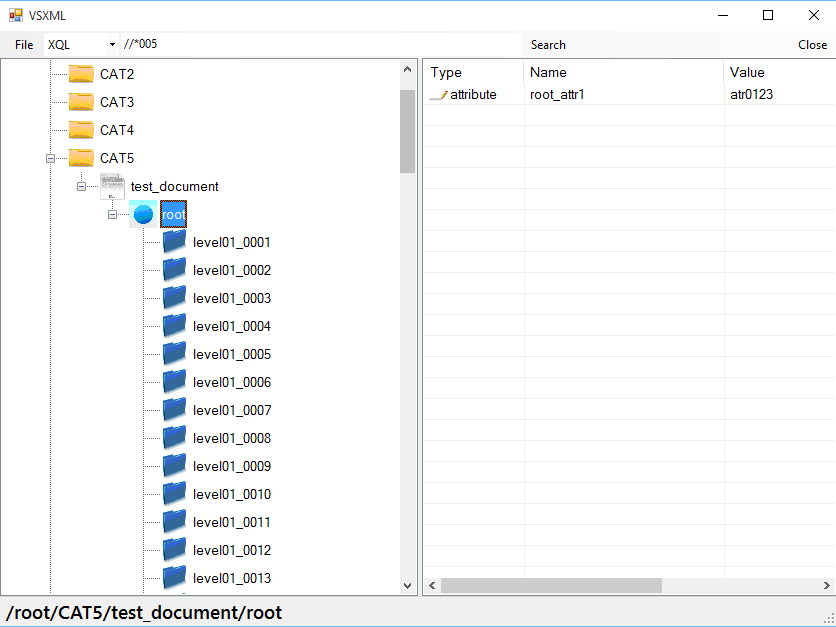 VSXML
File XQL //*005 Search Close
CAT2
CAT3
CAT4
CAT5
test_document
root
level01_0001
level01_0002
level01_0003
level01_0004
level01_0005
level01_0006
level01_0007
level01_0008
level01_0009
level01_0010
level01_0011
level01_0012
level01_0013
Type Name Value
attribute root_attr1 atr0123
/root/CAT5/test_document/root